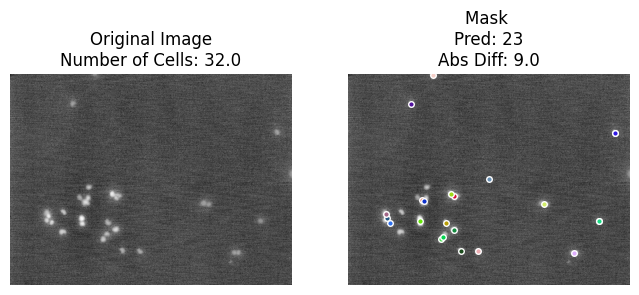 Original Image
Number of Cells: 32.0
Mask
Pred: 23
Abs Diff: 9.0